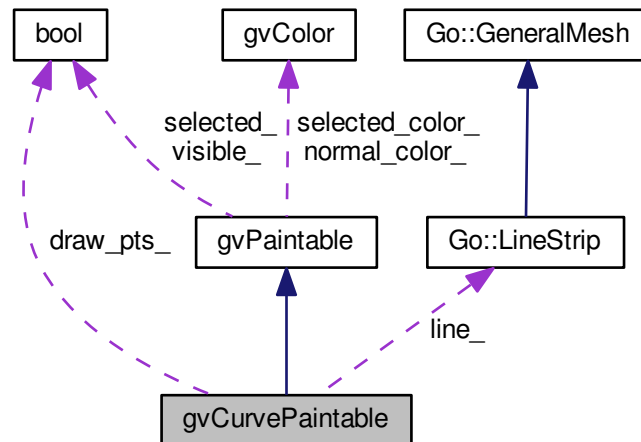 bool
gvColor
Go::GeneralMesh
selected_
visible_
selected_color_
normal_color_
draw_pts_
gvPaintable
Go::LineStrip
line_
gvCurvePaintable